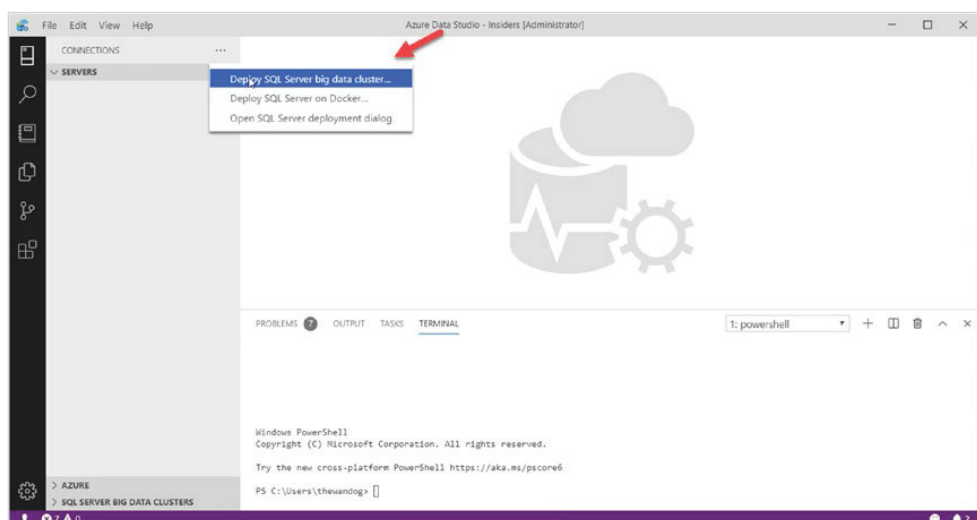 File Edit View Help
Azure Data Studio - Insiders [Administrator]
CONNECTIONS ...
SERVERS
Deploy SQL Server big data cluster...
Deploy SQL Server on Docker...
Open SQL Server deployment dialog
PROBLEMS 7 OUTPUT TASKS TERMINAL
1: powershell
Windows PowerShell
Copyright (C) Microsoft Corporation. All rights reserved.
Try the new cross-platform PowerShell https://aka.ms/pscore6
PS C:\Users\thewandog>
AZURE
SQL SERVER BIG DATA CLUSTERS
7 0
2